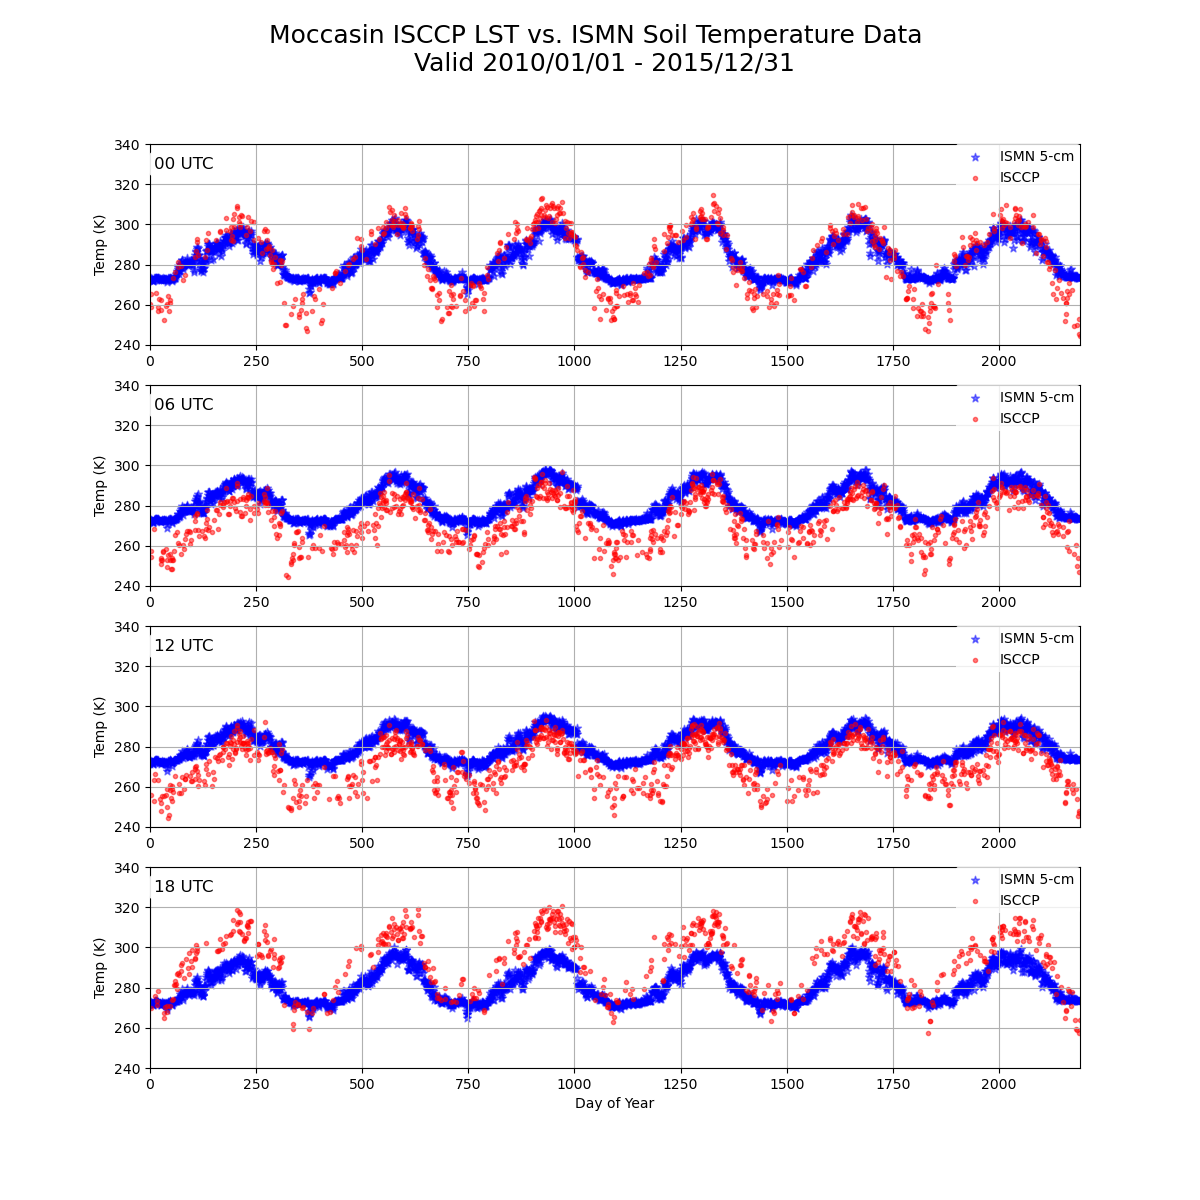 Moccasin ISCCP LST vs. ISMN Soil Temperature Data
Valid 2010/01/01 - 2015/12/31
340
320
300
280
260
240
Temp (K)
00 UTC
ISMN 5-cm
ISCCP
0 250 500 750 1000 1250 1500 1750 2000
340
320
300
280
260
240
Temp (K)
06 UTC
ISMN 5-cm
ISCCP
0 250 500 750 1000 1250 1500 1750 2000
340
320
300
280
260
240
Temp (K)
12 UTC
ISMN 5-cm
ISCCP
0 250 500 750 1000 1250 1500 1750 2000
340
320
300
280
260
240
Temp (K)
18 UTC
ISMN 5-cm
ISCCP
0 250 500 750 1000 1250 1500 1750 2000
Day of Year